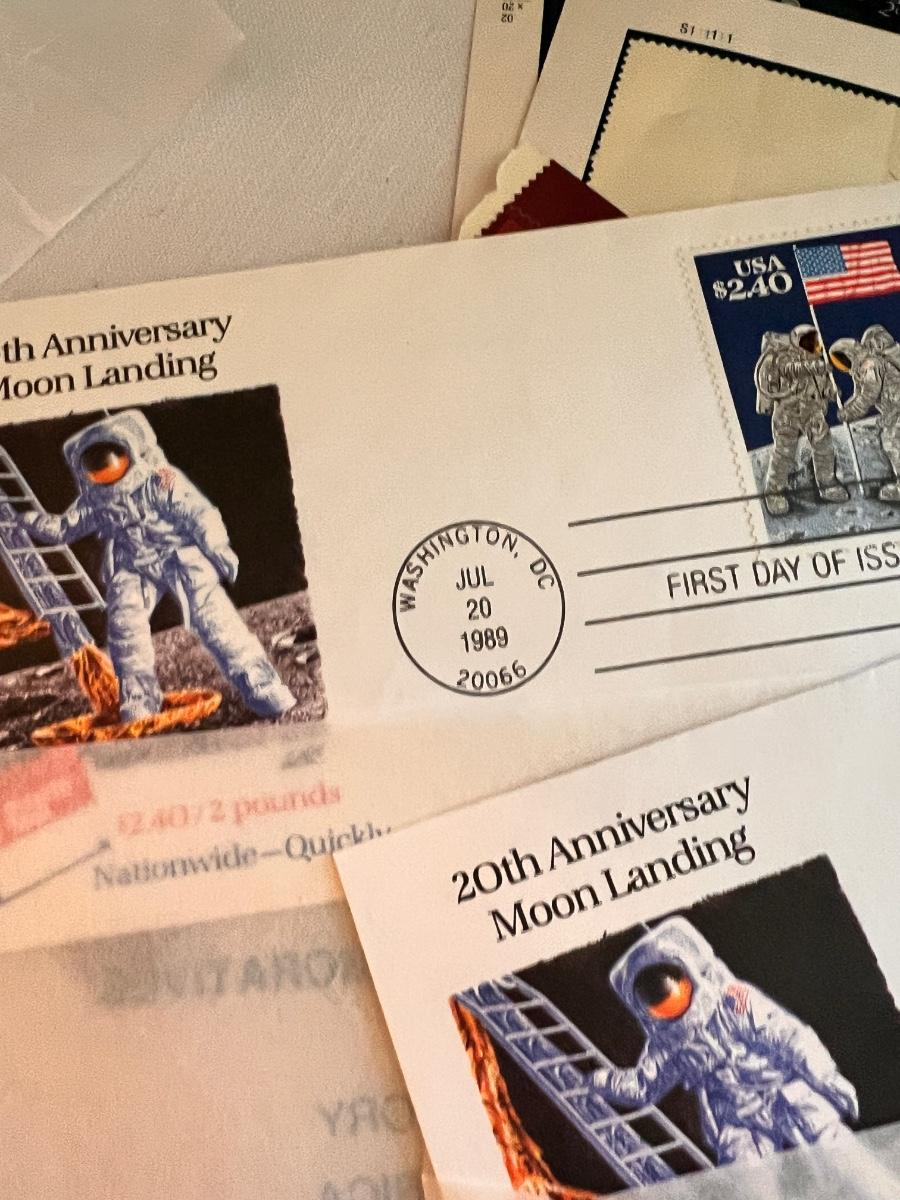 USA
$2.40
th Anniversary
Moon Landing
WASHINGTON, DC
JUL
20
1989
20066
FIRST DAY OF ISS
$2.40/2 pounds
Nationwide–Quickly
20th Anniversary
Moon Landing